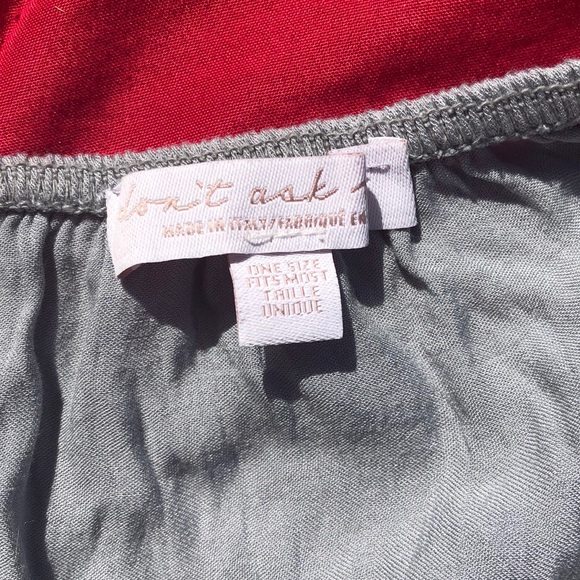 don't ask
MADE IN ITALY/FABRIQUÉ EN
ONE SIZE
FITS MOST
TAILLE
UNIQUE